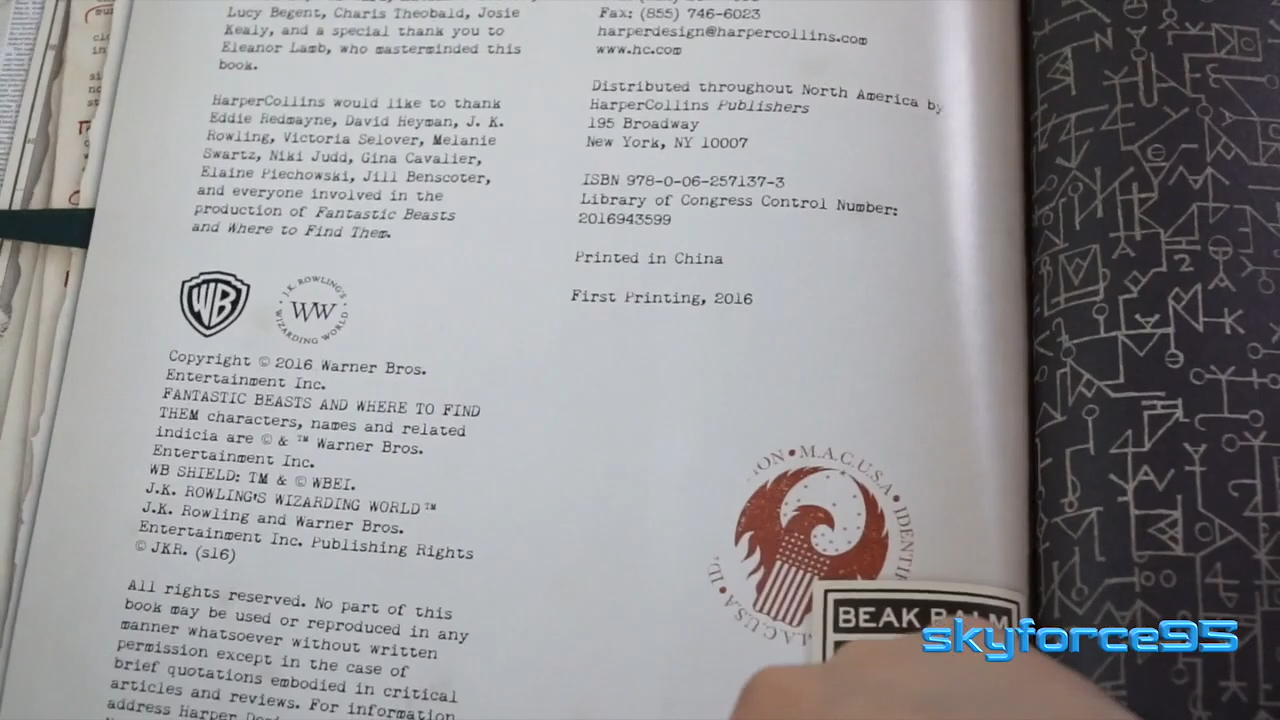 Lucy Begent, Charis Theobald, Josie
Kealy, and a special thank you to
Eleanor Lamb, who masterminded this
book.
HarperCollins would like to thank
Eddie Redmayne, David Heyman, J. K.
Rowling, Victoria Selover, Melanie
Swartz, Niki Judd, Gina Cavalier,
Elaine Piechowski, Jill Benscoter,
and everyone involved in the
production of Fantastic Beasts
and Where to Find Them.
WB
J.K. ROWLING'S
WW
WIZARDING WORLD
Copyright © 2016 Warner Bros.
Entertainment Inc.
FANTASTIC BEASTS AND WHERE TO FIND
THEM characters, names and related
indicia are © & ™ Warner Bros.
Entertainment Inc.
WB SHIELD: TM & © WBEI.
J.K. ROWLING'S WIZARDING WORLD™
J.K. Rowling and Warner Bros.
Entertainment Inc. Publishing Rights
© JKR. (s16)
All rights reserved. No part of this
book may be used or reproduced in any
manner whatsoever without written
permission except in the case of
brief quotations embodied in critical
articles and reviews. For information
address Harper
Fax: (855) 746-6023
harperdesign@harpercollins.com
www.hc.com
Distributed throughout North America by
HarperCollins Publishers
195 Broadway
New York, NY 10007
ISBN 978-0-06-257137-3
Library of Congress Control Number:
2016943599
Printed in China
First Printing, 2016
M.A.C.U.S.A
BEAK BALM
skyforce95